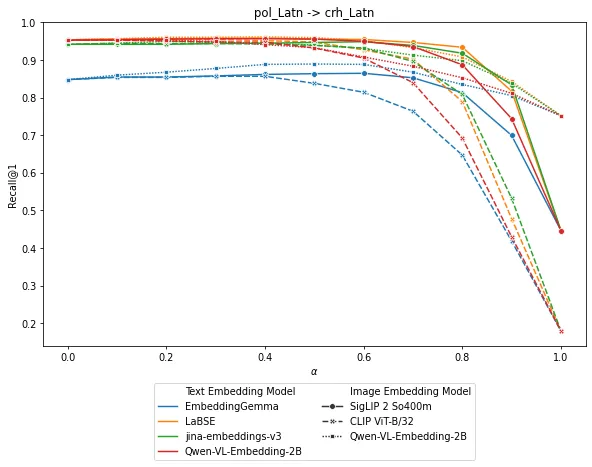 pol_Latn -> crh_Latn
Recall@1
1.0
0.9
0.8
0.7
0.6
0.5
0.4
0.3
0.2
0.0 0.2 0.4 0.6 0.8 1.0
α
Text Embedding Model Image Embedding Model
EmbeddingGemma SigLIP 2 So400m
LaBSE CLIP ViT-B/32
jina-embeddings-v3 Qwen-VL-Embedding-2B
Qwen-VL-Embedding-2B